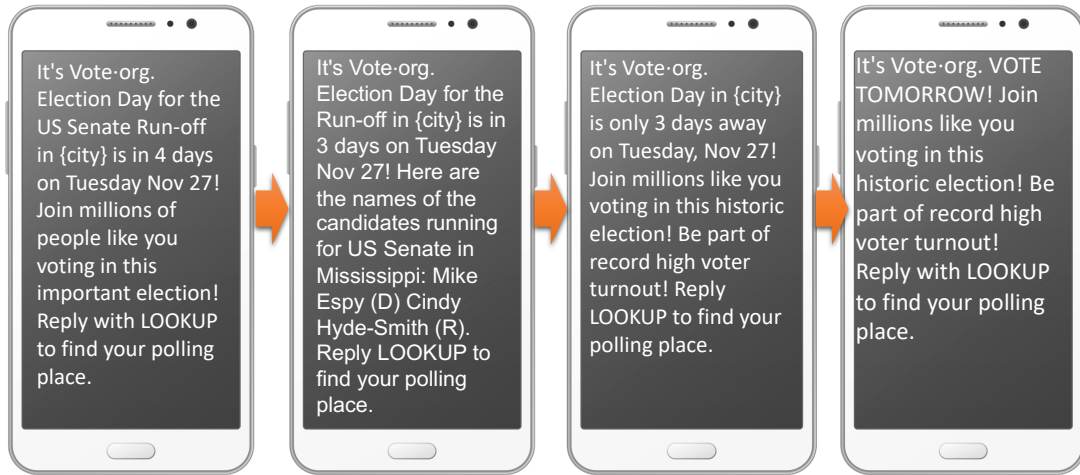 It's Vote·org.
Election Day for the
US Senate Run-off
in {city} is in 4 days
on Tuesday Nov 27!
Join millions of
people like you
voting in this
important election!
Reply with LOOKUP
to find your polling
place.
It's Vote·org.
Election Day for the
Run-off in {city} is in
3 days on Tuesday
Nov 27! Here are
the names of the
candidates running
for US Senate in
Mississippi: Mike
Espy (D) Cindy
Hyde-Smith (R).
Reply LOOKUP to
find your polling
place.
It's Vote·org.
Election Day in {city}
is only 3 days away
on Tuesday, Nov 27!
Join millions like you
voting in this historic
election! Be part of
record high voter
turnout! Reply
LOOKUP to find your
polling place.
It's Vote·org. VOTE
TOMORROW! Join
millions like you
voting in this
historic election! Be
part of record high
voter turnout!
Reply with LOOKUP
to find your polling
place.